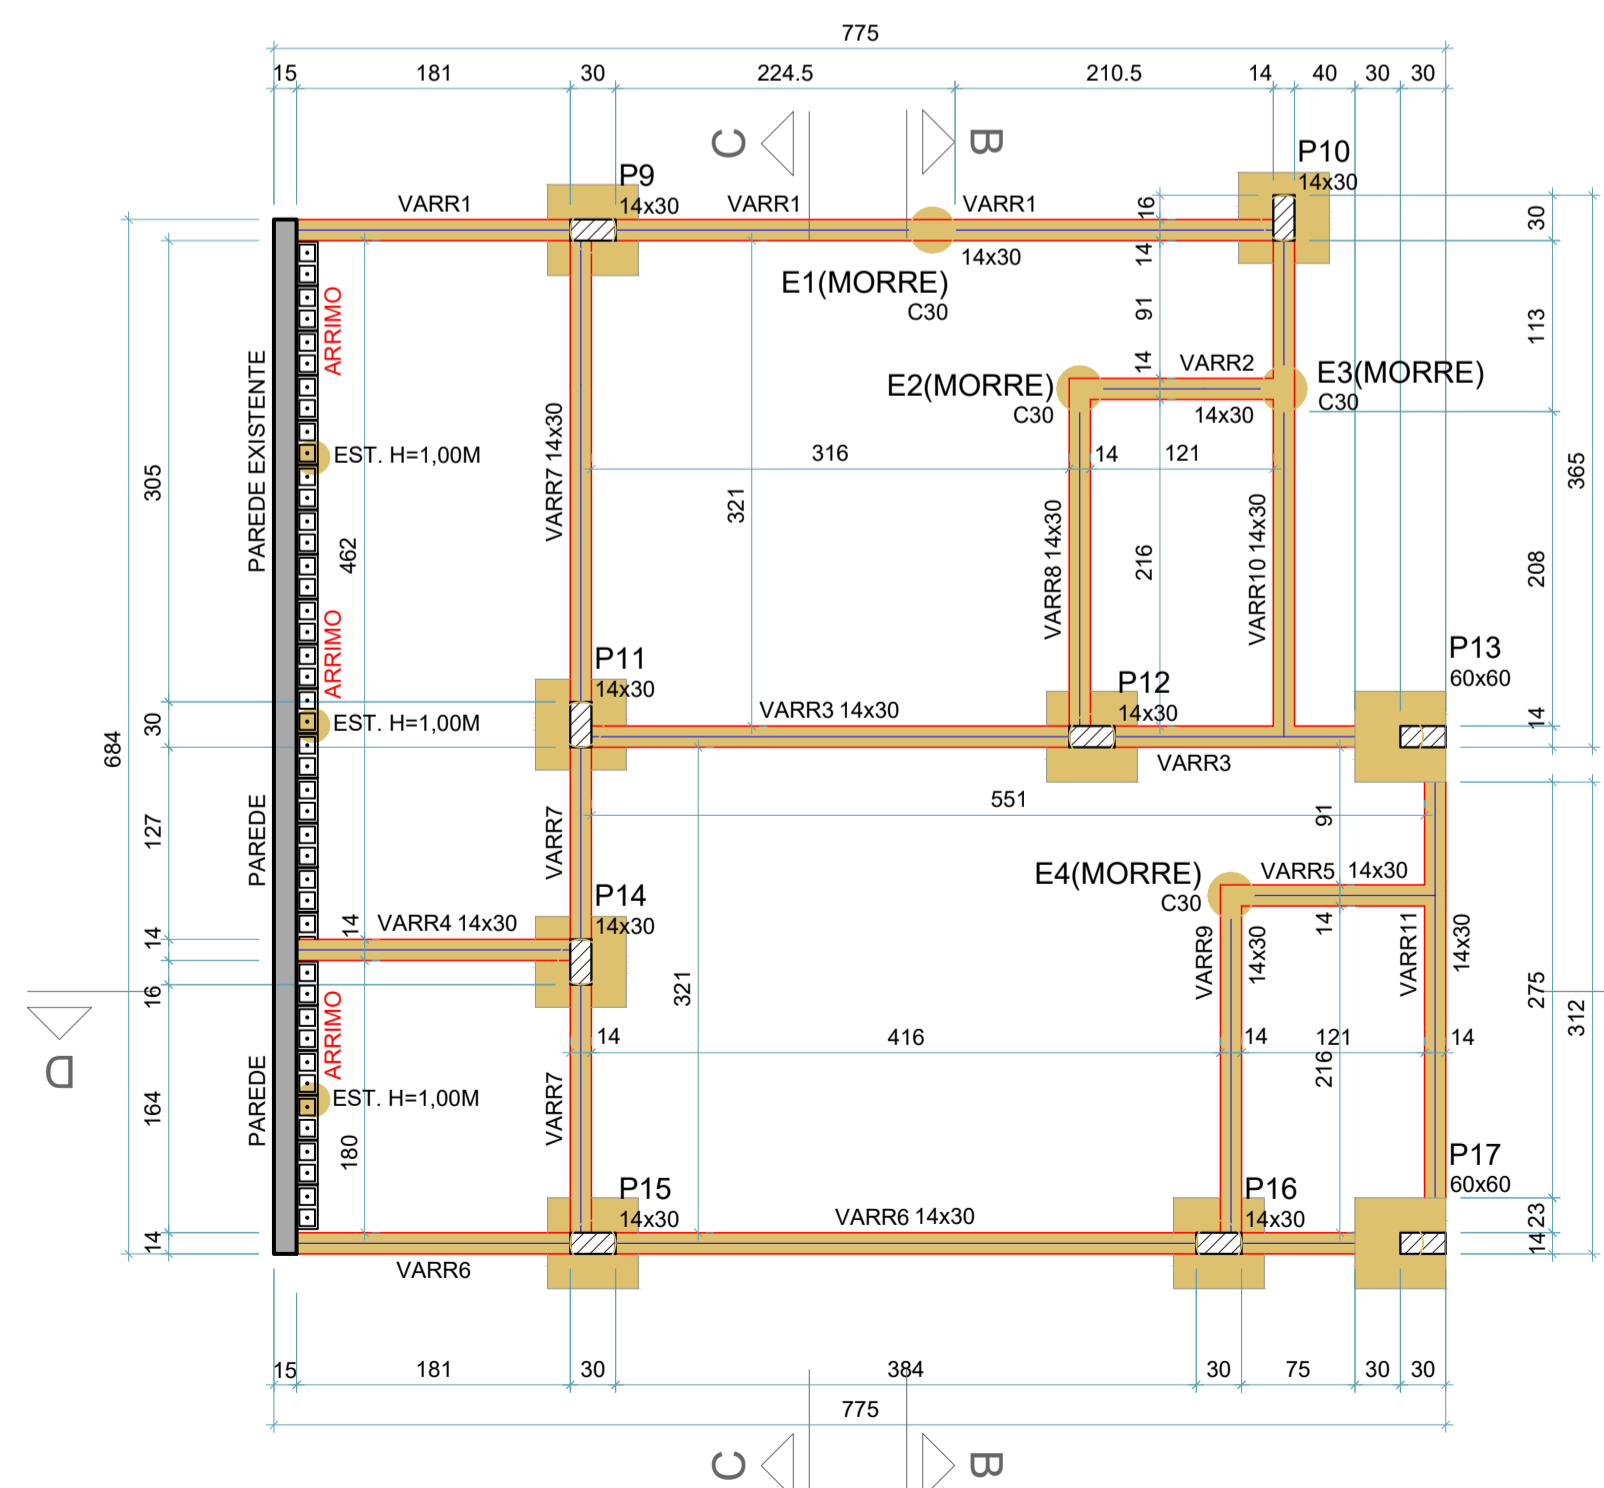 775
15 181 30 224.5 210.5 14 40 30 30
C B
P10
14x30
P9
14x30
VARR1 VARR1 VARR1
16
30
14x30
14
E1(MORRE)
C30
91
113
ARRIMO
PAREDE EXISTENTE
14
VARR2
14x30
E2(MORRE)
C30
E3(MORRE)
C30
EST. H=1,00M
VARR7 14x30
316 14 121
305
462
321
365
VARR8 14x30
216
VARR10 14x30
208
ARRIMO
P11
14x30
P12
14x30
P13
60x60
VARR3 14x30
VARR3
EST. H=1,00M
30
14
684
551
91
127
PAREDE
VARR7
E4(MORRE)
C30
VARR5 14x30
P14
14x30
VARR4 14x30
14
14
14
16
VARR9
14x30
VARR11
14x30
321
275
312
D
ARRIMO
14 416 14 121 14
216
PAREDE
VARR7
EST. H=1,00M
164
180
P15
14x30
P16
14x30
P17
60x60
VARR6 14x30
23
14
14
VARR6
15 181 30 384 30 75 30 30
775
C B